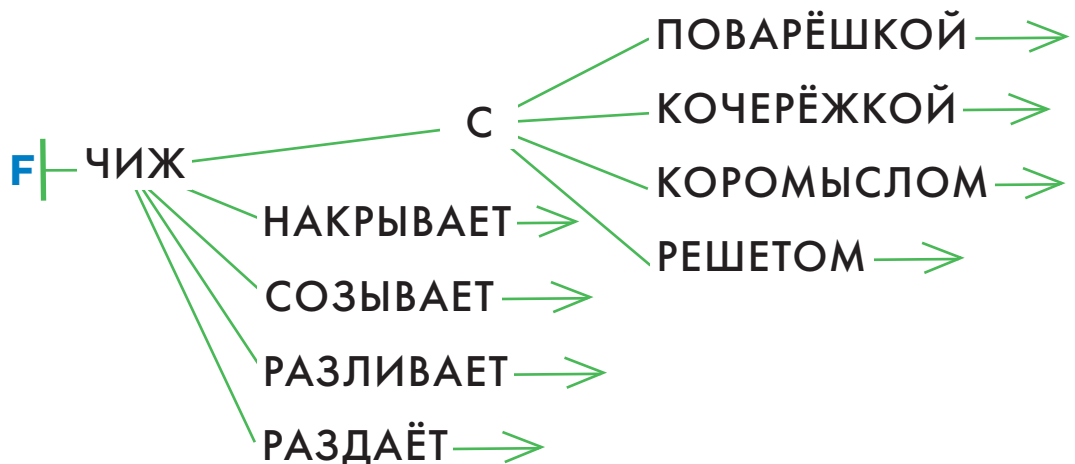 ПОВАРЁШКОЙ
КОЧЕРЁЖКОЙ
С
F ЧИЖ
КОРОМЫСЛОМ
НАКРЫВАЕТ
РЕШЕТОМ
СОЗЫВАЕТ
РАЗЛИВАЕТ
РАЗДАЁТ